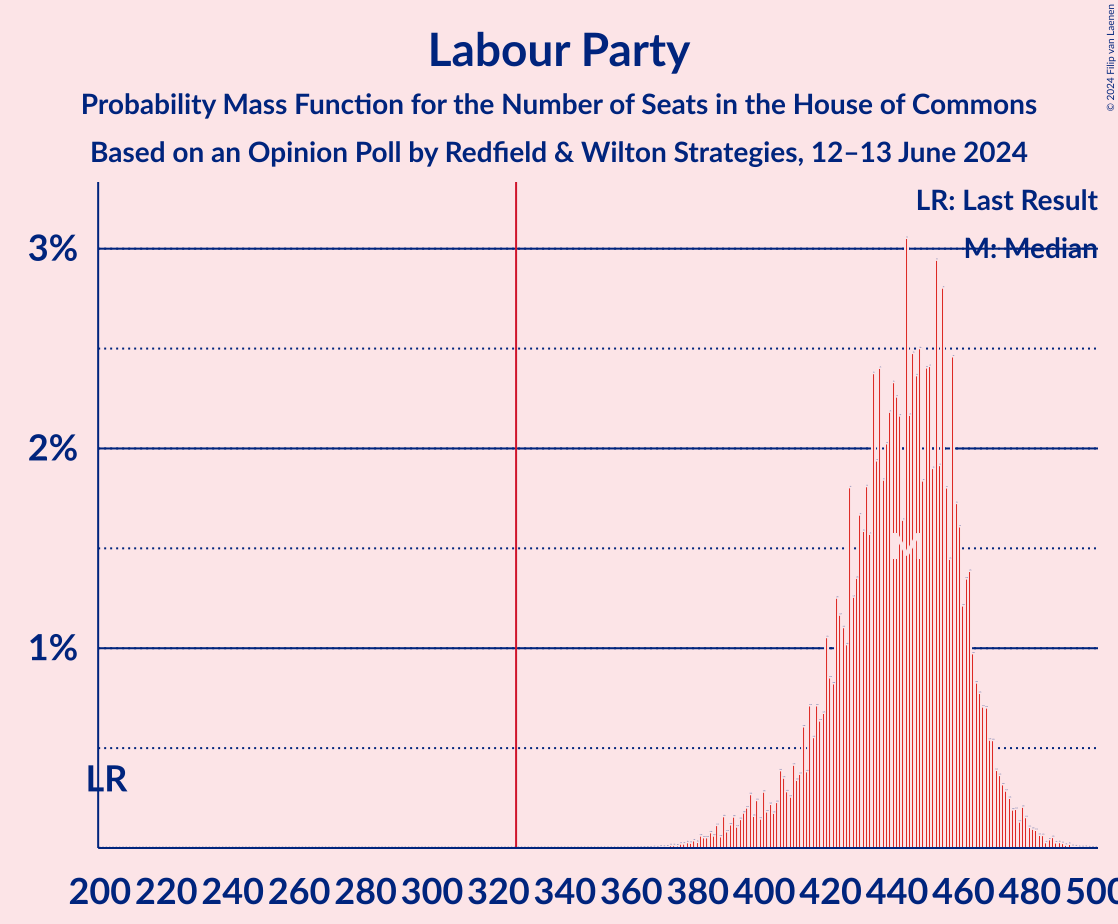 Labour Party
Probability Mass Function for the Number of Seats in the House of Commons
Based on an Opinion Poll by Redfield & Wilton Strategies, 12–13 June 2024
© 2024 Filip van Laenen
LR: Last Result
M: Median
3%
2%
1%
M
LR
200 220 240 260 280 300 320 340 360 380 400 420 440 460 480 500